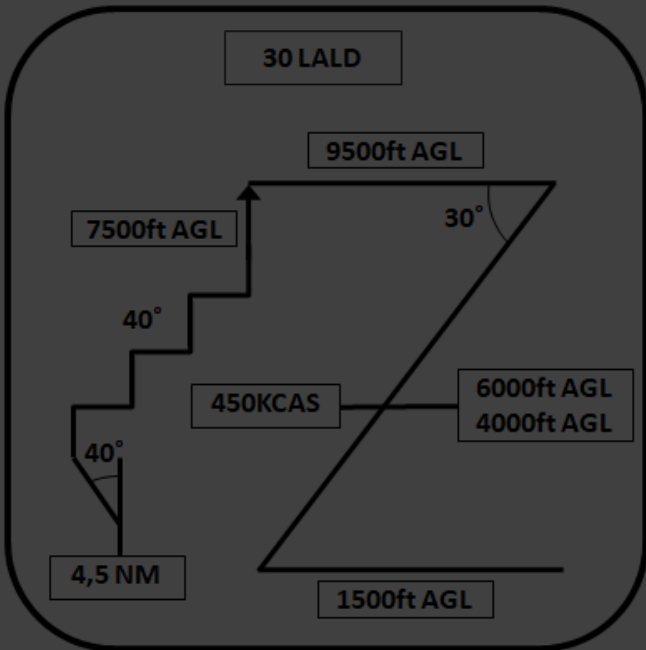 30 LALD
9500ft AGL
7500ft AGL
30°
40°
450KCAS
6000ft AGL
4000ft AGL
40°
4,5 NM
1500ft AGL